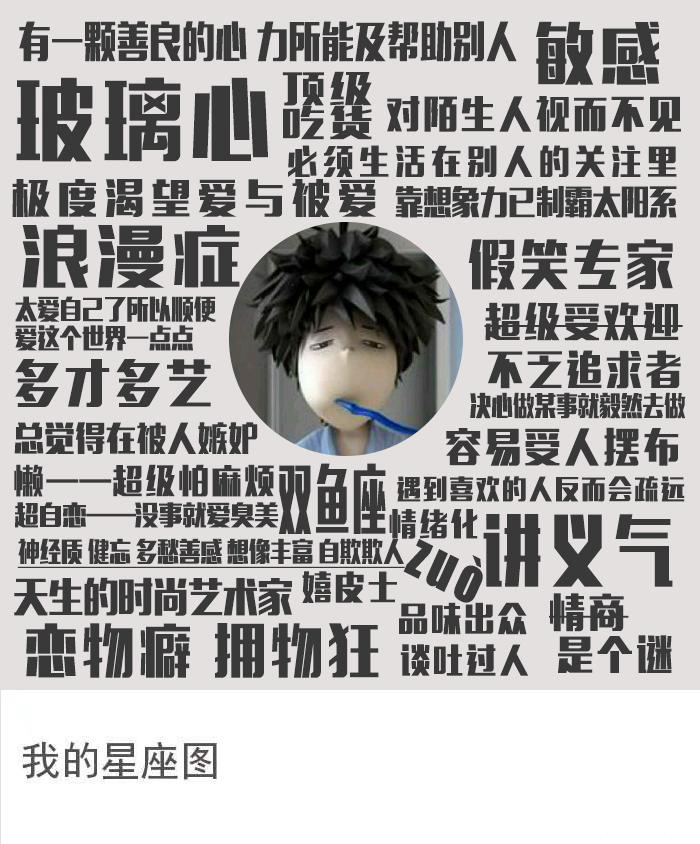 有一颗善良的心 力所能及帮助别人
敏感
玻璃心
顶级
吃货
对陌生人视而不见
必须生活在别人的关注里
极度渴望爱与被爱
靠想象力已制霸太阳系
浪漫症
假笑专家
太爱自己了所以顺便
爱这个世界一点点
超级受欢迎
多才多艺
不乏追求者
决心做某事就毅然去做
总觉得在被人嫉妒
容易受人摆布
懒——超级怕麻烦
双鱼座
遇到喜欢的人反而会疏远
超自恋——没事就爱臭美
情绪化
讲义气
神经质 健忘 多愁善感 想像丰富 自欺欺人
zuò
天生的时尚艺术家
嬉皮士
品味出众
情商
恋物癖 拥物狂
谈吐过人
是个谜
我的星座图